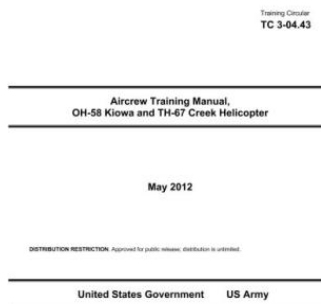 Training Circular
TC 3-04.43
Aircrew Training Manual,
OH-58 Kiowa and TH-67 Creek Helicopter
May 2012
DISTRIBUTION RESTRICTION: Approved for public release; distribution is unlimited.
United States Government US Army